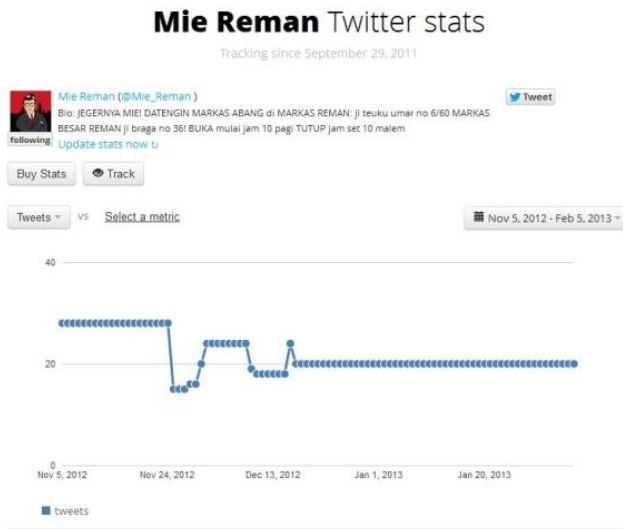 Mie Reman Twitter stats
Tracking since September 29, 2011
Mie Reman (@Mie_Reman )
Tweet
Bio: JEGERNYA MIE! DATENGIN MARKAS ABANG di MARKAS REMAN: jl teuku umar no 6/60 MARKAS
BESAR REMAN jl braga no 36! BUKA mulai jam 10 pagi TUTUP jam set 10 malem
following
Update stats now ↻
Buy Stats
Track
Tweets
VS
Select a metric
Nov 5, 2012 - Feb 5, 2013
40
20
0
Nov 5, 2012 Nov 24, 2012 Dec 13, 2012 Jan 1, 2013 Jan 20, 2013
tweets